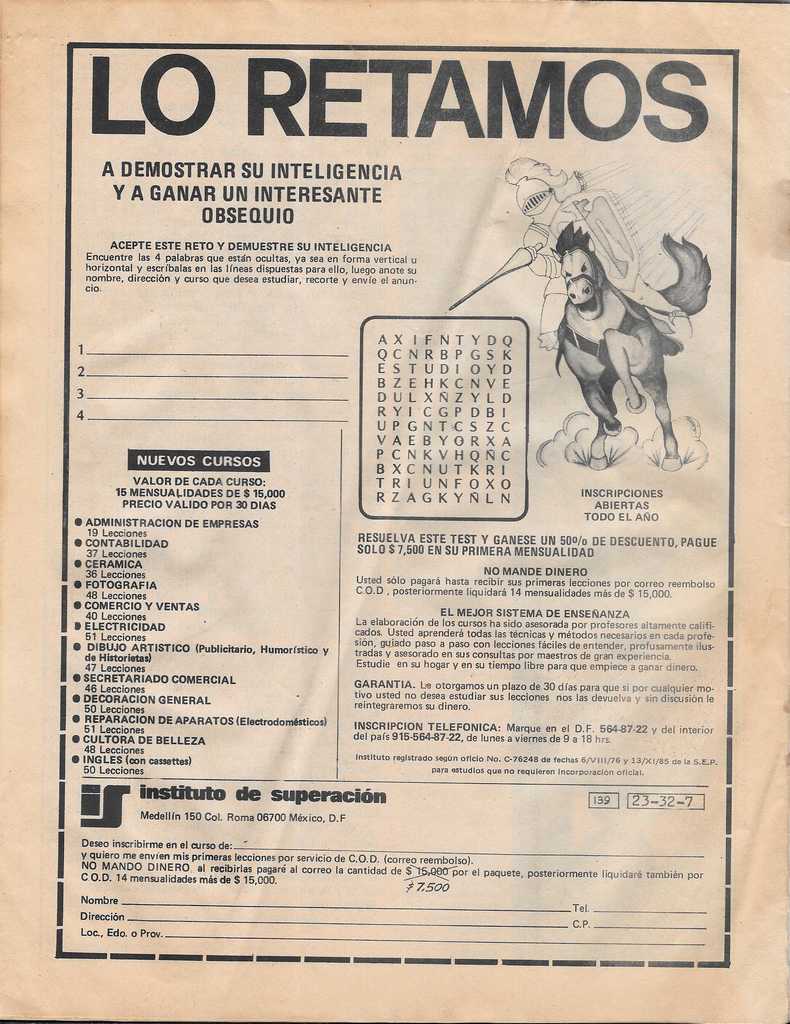 LO RETAMOS
A DEMOSTRAR SU INTELIGENCIA
Y A GANAR UN INTERESANTE
OBSEQUIO
ACEPTE ESTE RETO Y DEMUESTRE SU INTELIGENCIA
Encuentre las 4 palabras que están ocultas, ya sea en forma vertical u
horizontal y escríbalas en las líneas dispuestas para ello, luego anote su
nombre, dirección y curso que desea estudiar, recorte y envíe el anun-
cio.
1
2
3
4
A X I F N T Y D Q
Q C N R B P G S K
E S T U D I O Y D
B Z E H K C N V E
D U L X Ñ Z Y L D
R Y I C G P D B I
U P G N T C S Z C
V A E B Y O R X A
P C N K V H Q Ñ C
B X C N U T K R I
T R I U N F O X O
R Z A G K Y Ñ L N
NUEVOS CURSOS
VALOR DE CADA CURSO:
15 MENSUALIDADES DE $ 15,000
PRECIO VALIDO POR 30 DIAS
● ADMINISTRACION DE EMPRESAS
19 Lecciones
● CONTABILIDAD
37 Lecciones
● CERAMICA
36 Lecciones
● FOTOGRAFIA
48 Lecciones
● COMERCIO Y VENTAS
40 Lecciones
● ELECTRICIDAD
51 Lecciones
● DIBUJO ARTISTICO (Publicitario, Humorístico y
de Historietas)
47 Lecciones
● SECRETARIADO COMERCIAL
46 Lecciones
● DECORACION GENERAL
50 Lecciones
● REPARACION DE APARATOS (Electrodomésticos)
51 Lecciones
● CULTORA DE BELLEZA
48 Lecciones
● INGLES (con cassettes)
50 Lecciones
INSCRIPCIONES
ABIERTAS
TODO EL AÑO
RESUELVA ESTE TEST Y GANESE UN 50% DE DESCUENTO, PAGUE
SOLO $ 7,500 EN SU PRIMERA MENSUALIDAD
NO MANDE DINERO
Usted sólo pagará hasta recibir sus primeras lecciones por correo reembolso
C.O.D , posteriormente liquidará 14 mensualidades más de $ 15,000.
EL MEJOR SISTEMA DE ENSEÑANZA
La elaboración de los cursos ha sido asesorada por profesores altamente califi-
cados. Usted aprenderá todas las técnicas y métodos necesarios en cada profe-
sión, guiado paso a paso con lecciones fáciles de entender, profusamente ilus-
tradas y asesorado en sus consultas por maestros de gran experiencia.
Estudie en su hogar y en su tiempo libre para que empiece a ganar dinero.
GARANTIA. Le otorgamos un plazo de 30 días para que si por cualquier mo-
tivo usted no desea estudiar sus lecciones nos las devuelva y sin discusión le
reintegraremos su dinero.
INSCRIPCION TELEFONICA: Marque en el D.F. 564-87-22 y del interior
del país 915-564-87-22, de lunes a viernes de 9 a 18 hrs.
Instituto registrado según oficio No. C-76248 de fechas 6/VIII/76 y 13/XI/85 de la S.E.P.
para estudios que no requieren incorporación oficial.
is instituto de superación
Medellín 150 Col. Roma 06700 México, D.F
139 23-32-7
Deseo inscribirme en el curso de:
y quiero me envíen mis primeras lecciones por servicio de C.O.D. (correo reembolso).
NO MANDO DINERO, al recibirlas pagaré al correo la cantidad de $ 15,000 por el paquete, posteriormente liquidaré también por
C.O.D. 14 mensualidades más de $ 15,000.
$ 7,500
Nombre Tel.
Dirección C.P.
Loc., Edo. o Prov.